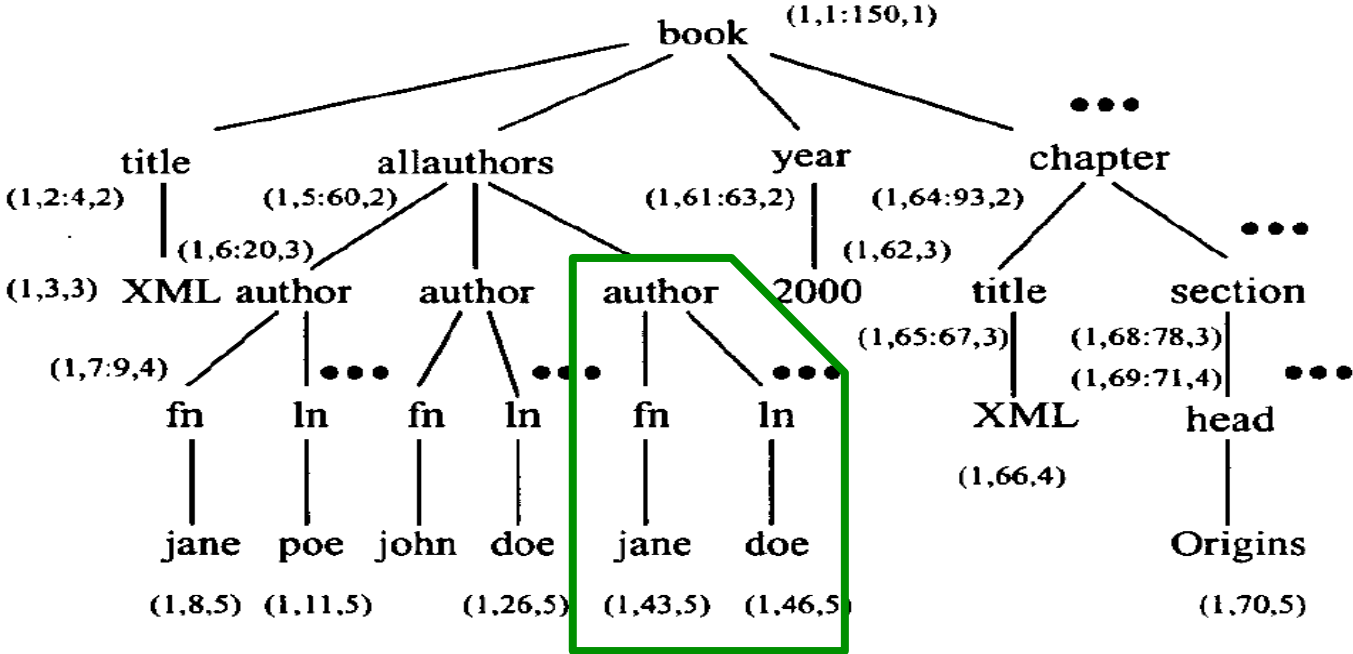 book (1,1:150,1)
title allauthors year chapter
(1,2:4,2) (1,5:60,2) (1,61:63,2) (1,64:93,2)
(1,6:20,3) (1,62,3)
(1,3,3) XML author author author 2000 title section
(1,65:67,3) (1,68:78,3)
(1,7:9,4) (1,69:71,4)
fn ln fn ln fn ln XML head
(1,66,4)
jane poe john doe jane doe Origins
(1,8,5) (1,11,5) (1,26,5) (1,43,5) (1,46,5) (1,70,5)